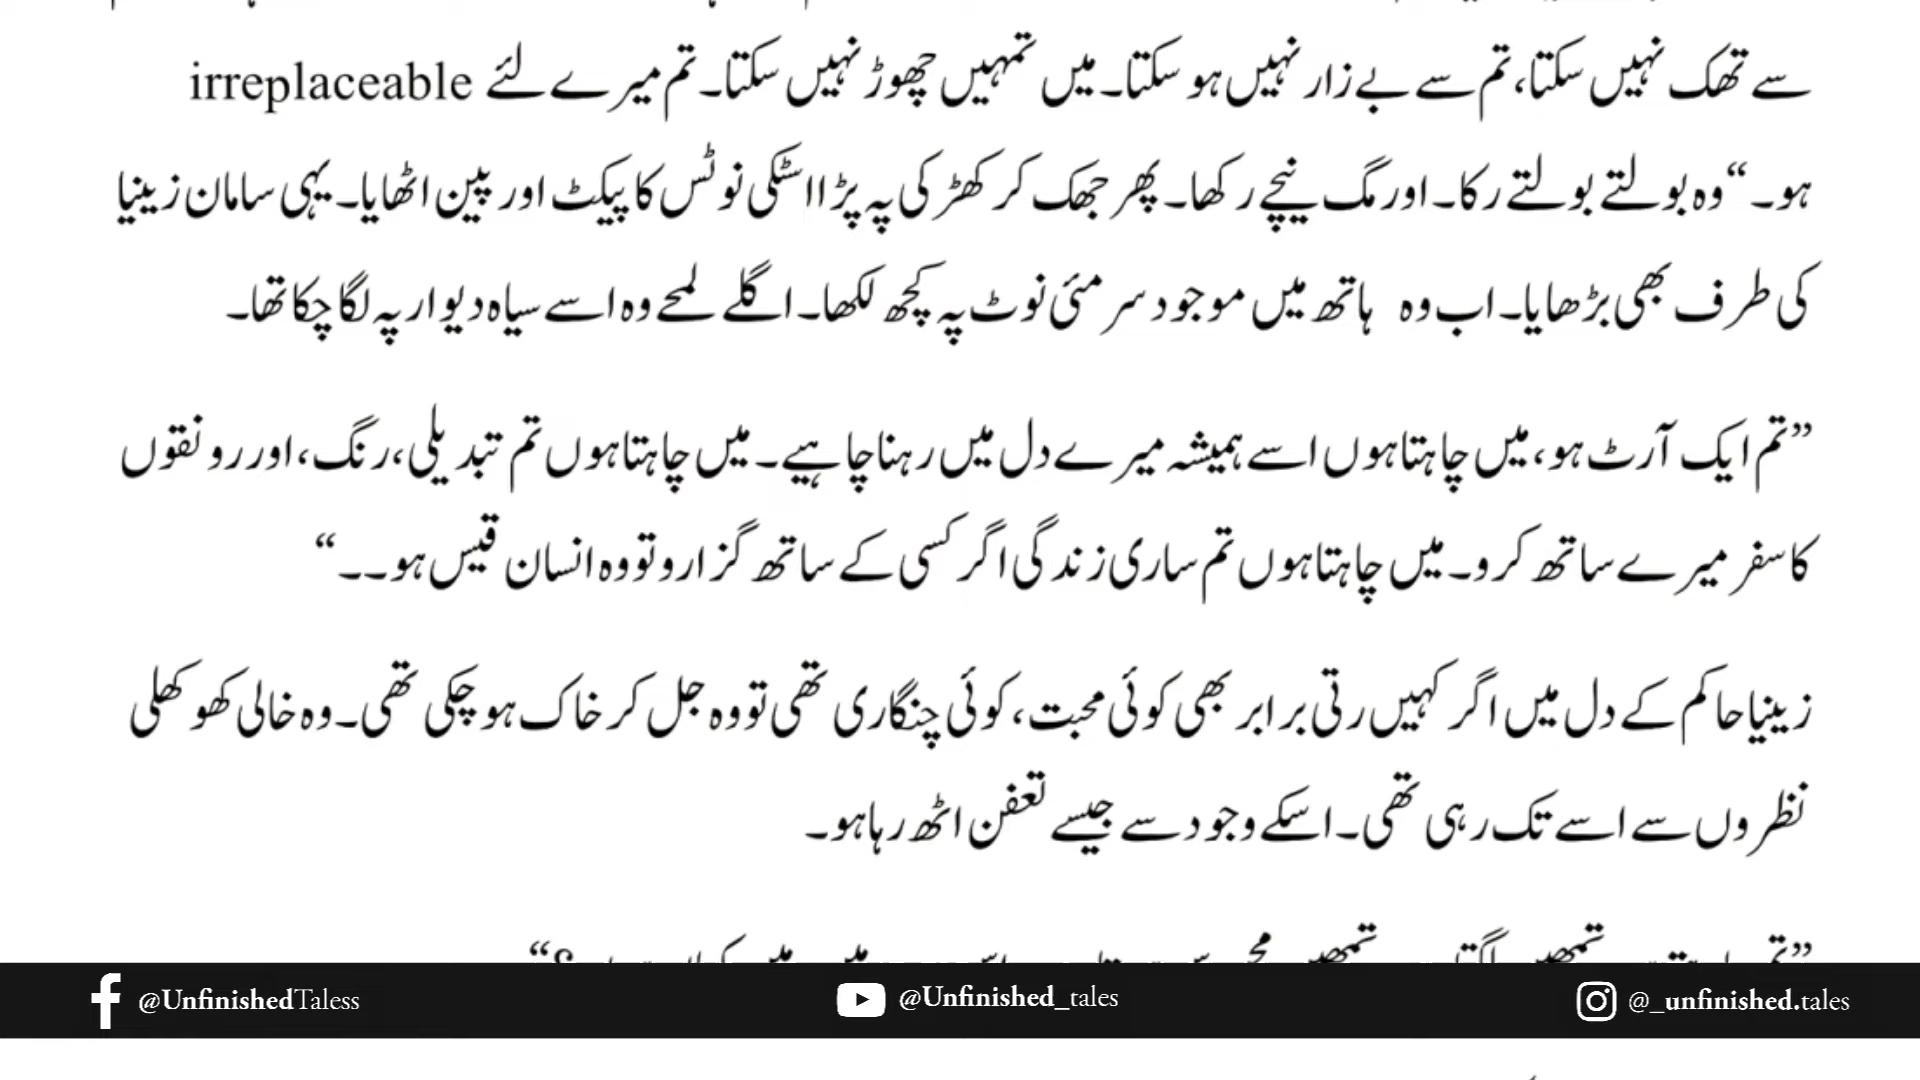 سے تھک نہیں سکتا، تم سے بے زار نہیں ہو سکتا۔ میں تمہیں چھوڑ نہیں سکتا۔ تم میرے لئے irreplaceable
ہو۔“ وہ بولتے بولتے رکا۔ اور مگ نیچے رکھا۔ پھر جھک کر کھڑکی پہ پڑا اسٹکی نوٹس کا پیکٹ اور پین اٹھایا۔ یہی سامان زینیا
کی طرف بھی بڑھایا۔ اب وہ ہاتھ میں موجود سرمئی نوٹ پہ کچھ لکھا۔ اگلے لمحے وہ اسے سیاہ دیوار پہ لگا چکا تھا۔
”تم ایک آرٹ ہو، میں چاہتا ہوں اسے ہمیشہ میرے دل میں رہنا چاہیے۔ میں چاہتا ہوں تم تبدیلی، رنگ، اور رونقوں
کا سفر میرے ساتھ کرو۔ میں چاہتا ہوں تم ساری زندگی اگر کسی کے ساتھ گزارو تو وہ انسان قیس ہو۔۔“
زینیا حاکم کے دل میں اگر کہیں رتی برابر بھی کوئی محبت، کوئی چنگاری تھی تو وہ جل کر خاک ہو چکی تھی۔ وہ خالی کھوکھلی
نظروں سے اسے تک رہی تھی۔ اسکے وجود سے جیسے تعفن اٹھ رہا ہو۔
@UnfinishedTaless
@Unfinished_tales
@_unfinished.tales